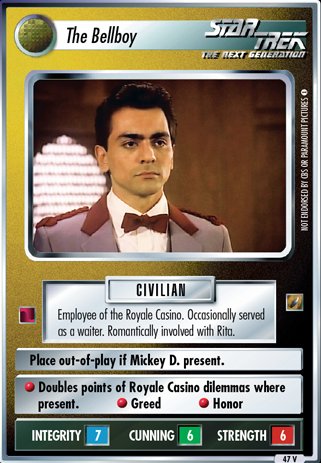 The Bellboy
STAR TREK
THE NEXT GENERATION
NOT ENDORSED BY CBS OR PARAMOUNT PICTURES
CIVILIAN
Employee of the Royale Casino. Occasionally served
as a waiter. Romantically involved with Rita.
Place out-of-play if Mickey D. present.
Doubles points of Royale Casino dilemmas where
present. Greed Honor
INTEGRITY 7 CUNNING 6 STRENGTH 6
47 V